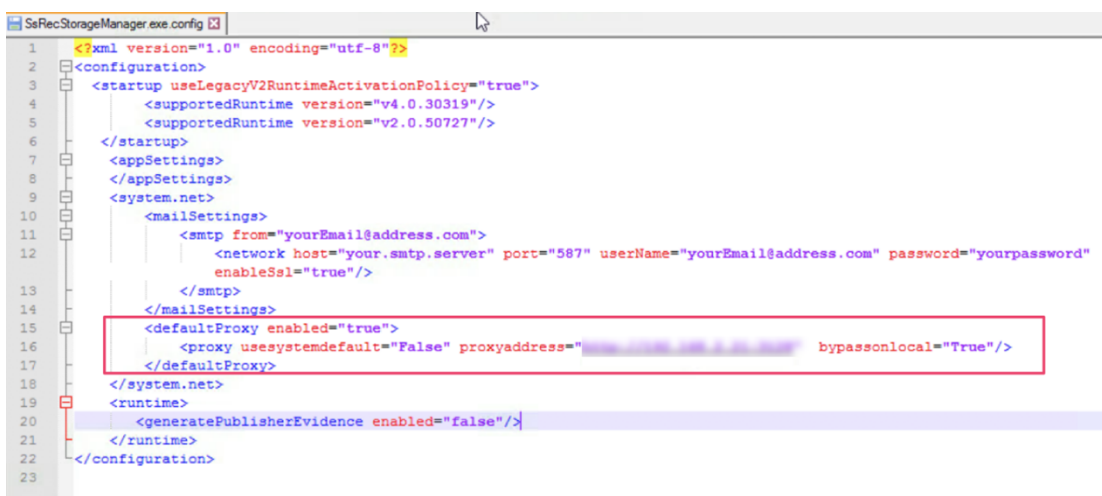 SsRecStorageManager.exe.config
1 <?xml version="1.0" encoding="utf-8"?>
2 <configuration>
3 <startup useLegacyV2RuntimeActivationPolicy="true">
4 <supportedRuntime version="v4.0.30319"/>
5 <supportedRuntime version="v2.0.50727"/>
6 </startup>
7 <appSettings>
8 </appSettings>
9 <system.net>
10 <mailSettings>
11 <smtp from="yourEmail@address.com">
12 <network host="your.smtp.server" port="587" userName="yourEmail@address.com" password="yourpassword"
enableSsl="true"/>
13 </smtp>
14 </mailSettings>
15 <defaultProxy enabled="true">
16 <proxy usesystemdefault="False" proxyaddress=" bypassonlocal="True"/>
17 </defaultProxy>
18 </system.net>
19 <runtime>
20 <generatePublisherEvidence enabled="false"/>
21 </runtime>
22 </configuration>
23